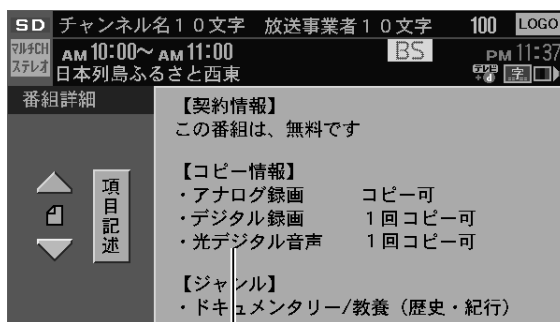 SD チャンネル名10文字 放送事業者10文字 100 LOGO
マルチCH
ステレオ
AM 10:00～AM 11:00 BS PM 11:37
日本列島ふるさと西東 テレビ 字
番組詳細
【契約情報】
この番組は、無料です
【コピー情報】
・アナログ録画 コピー可
・デジタル録画 1回コピー可
・光デジタル音声 1回コピー可
項目記述
【ジャンル】
・ドキュメンタリー/教養（歴史・紀行）